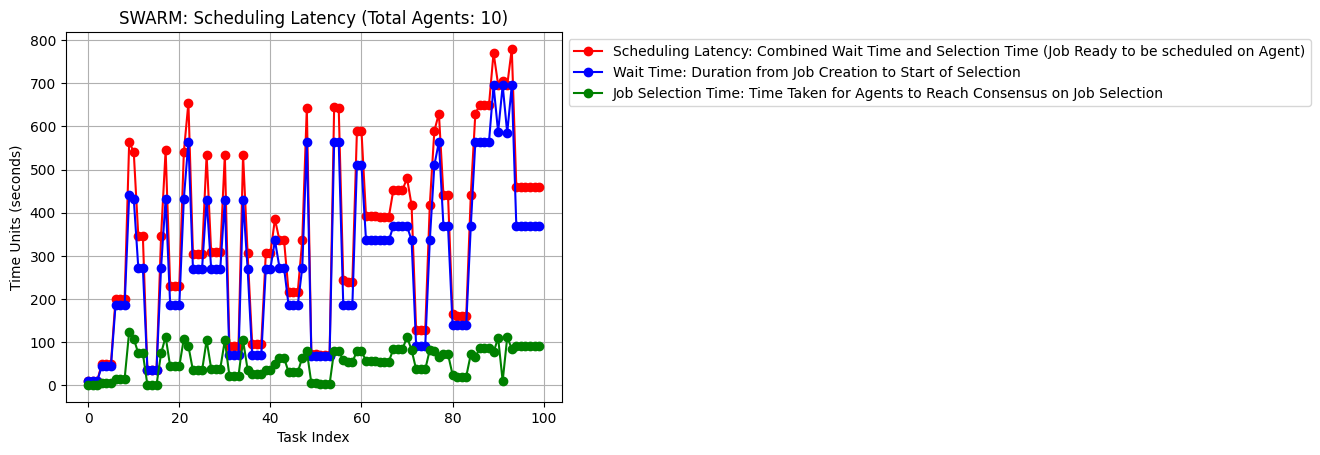 SWARM: Scheduling Latency (Total Agents: 10)
Scheduling Latency: Combined Wait Time and Selection Time (Job Ready to be scheduled on Agent)
Wait Time: Duration from Job Creation to Start of Selection
Job Selection Time: Time Taken for Agents to Reach Consensus on Job Selection
Time Units (seconds)
800
700
600
500
400
300
200
100
0
0 20 40 60 80 100
Task Index